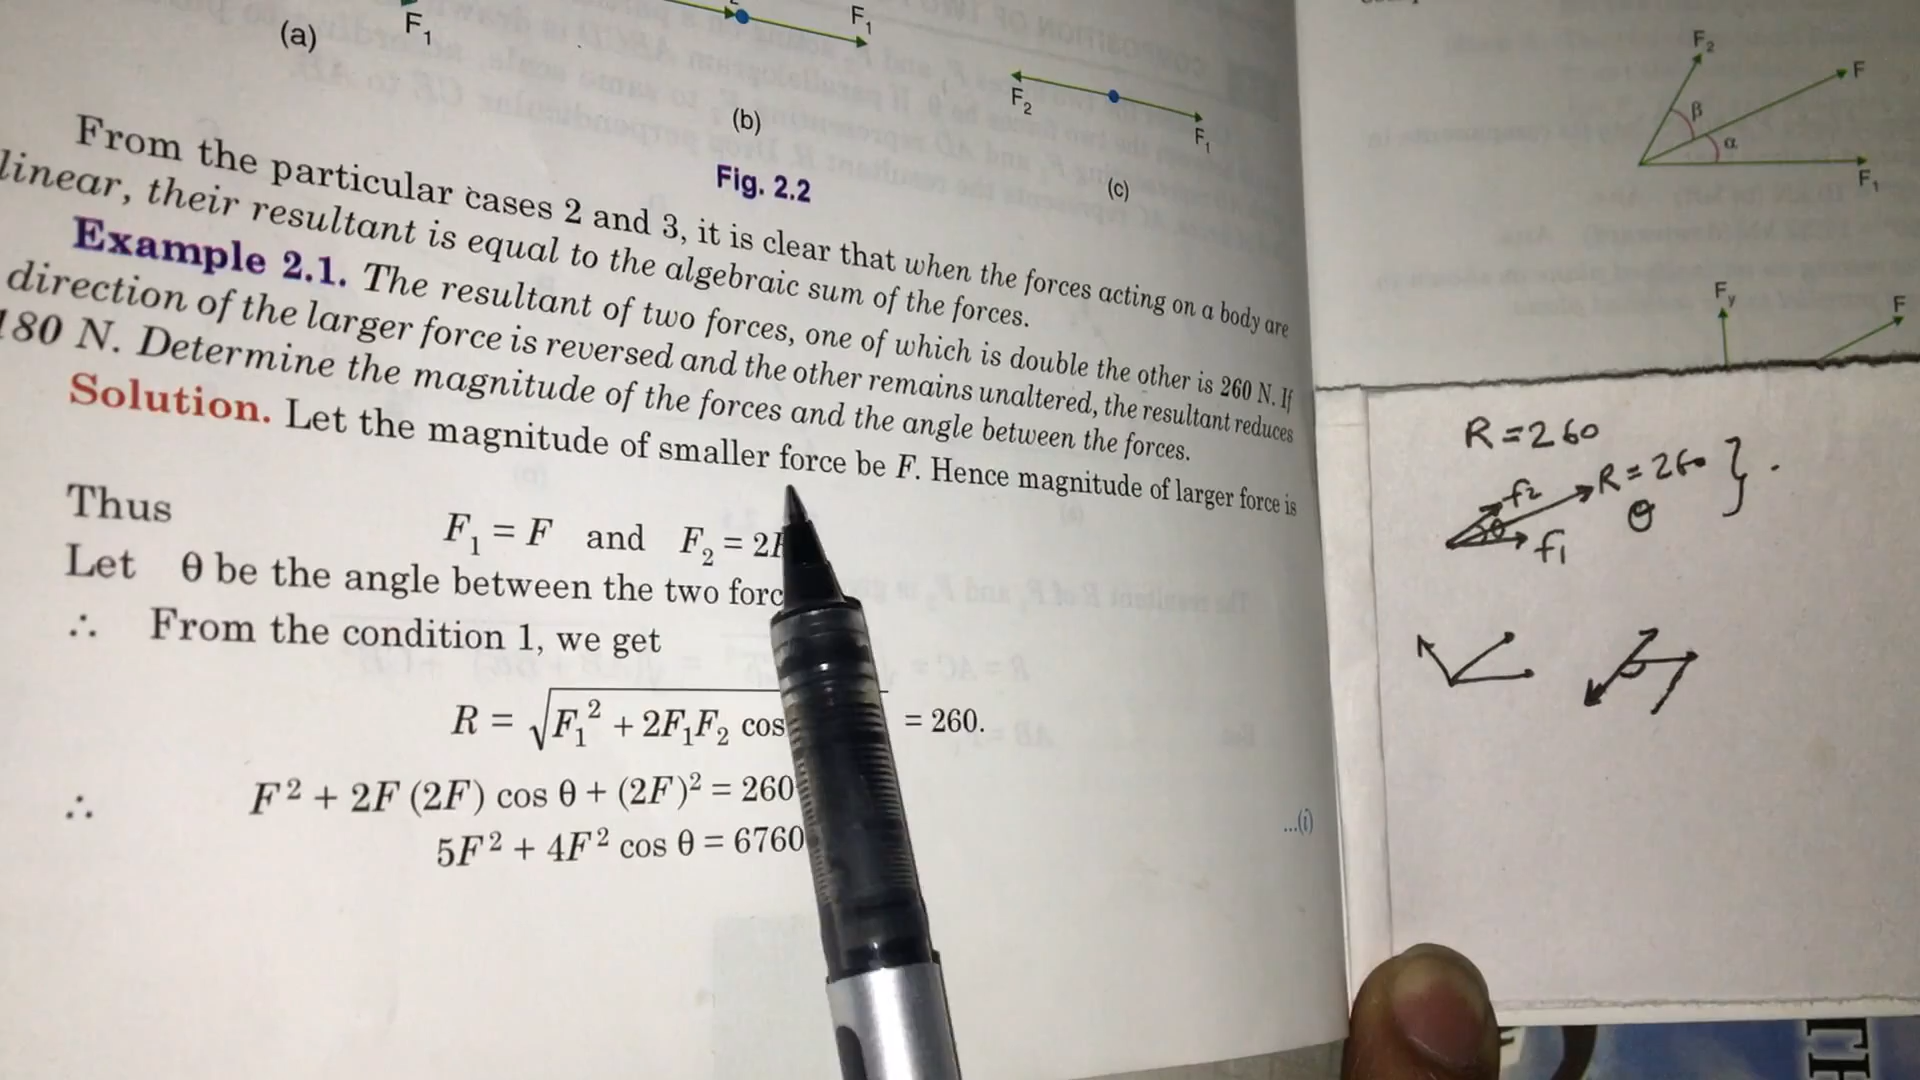 (a)
F₁
F₁
(b)
F₂
F₁
(c)
Fig. 2.2
From the particular cases 2 and 3, it is clear that when the forces acting on a body are
linear, their resultant is equal to the algebraic sum of the forces.
Example 2.1. The resultant of two forces, one of which is double the other is 260 N. If
direction of the larger force is reversed and the other remains unaltered, the resultant reduces
180 N. Determine the magnitude of the forces and the angle between the forces.
Solution. Let the magnitude of smaller force be F. Hence magnitude of larger force is
Thus
F₁ = F and F₂ = 2F
Let θ be the angle between the two forc
∴ From the condition 1, we get
R = √F₁² + 2F₁F₂ cos = 260.
∴ F² + 2F (2F) cos θ + (2F)² = 260
5F² + 4F² cos θ = 6760
...(i)
F₂
F
β
α
F₁
Fy
F
R = 260
f2
R = 260
θ
θ
f1